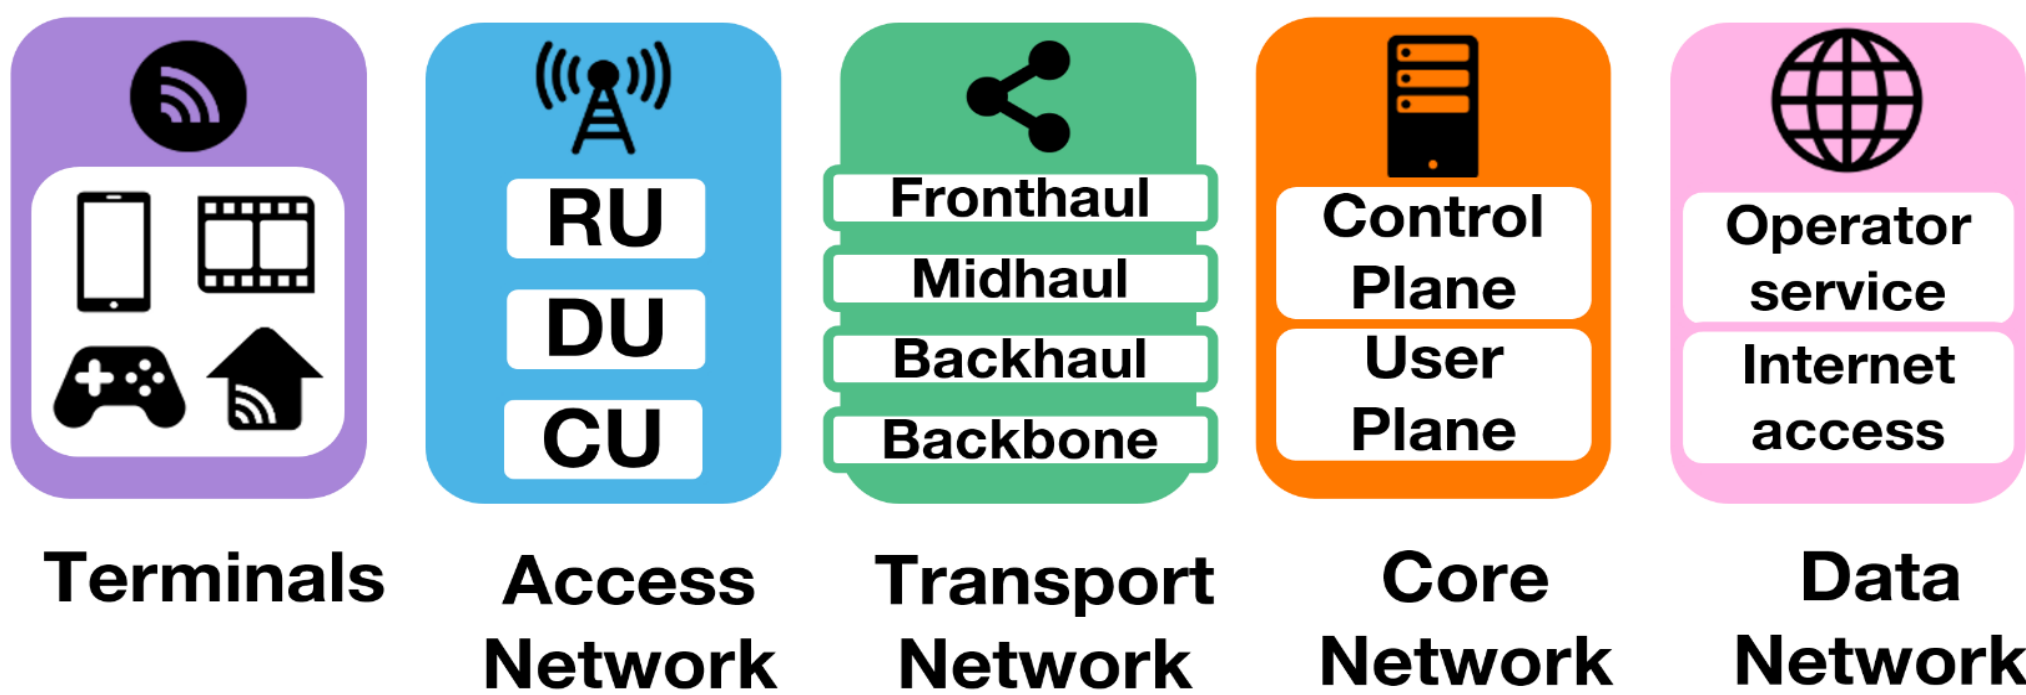 RU
DU
CU
Fronthaul
Midhaul
Backhaul
Backbone
Control
Plane
User
Plane
Operator
service
Internet
access
Terminals
Access
Network
Transport
Network
Core
Network
Data
Network